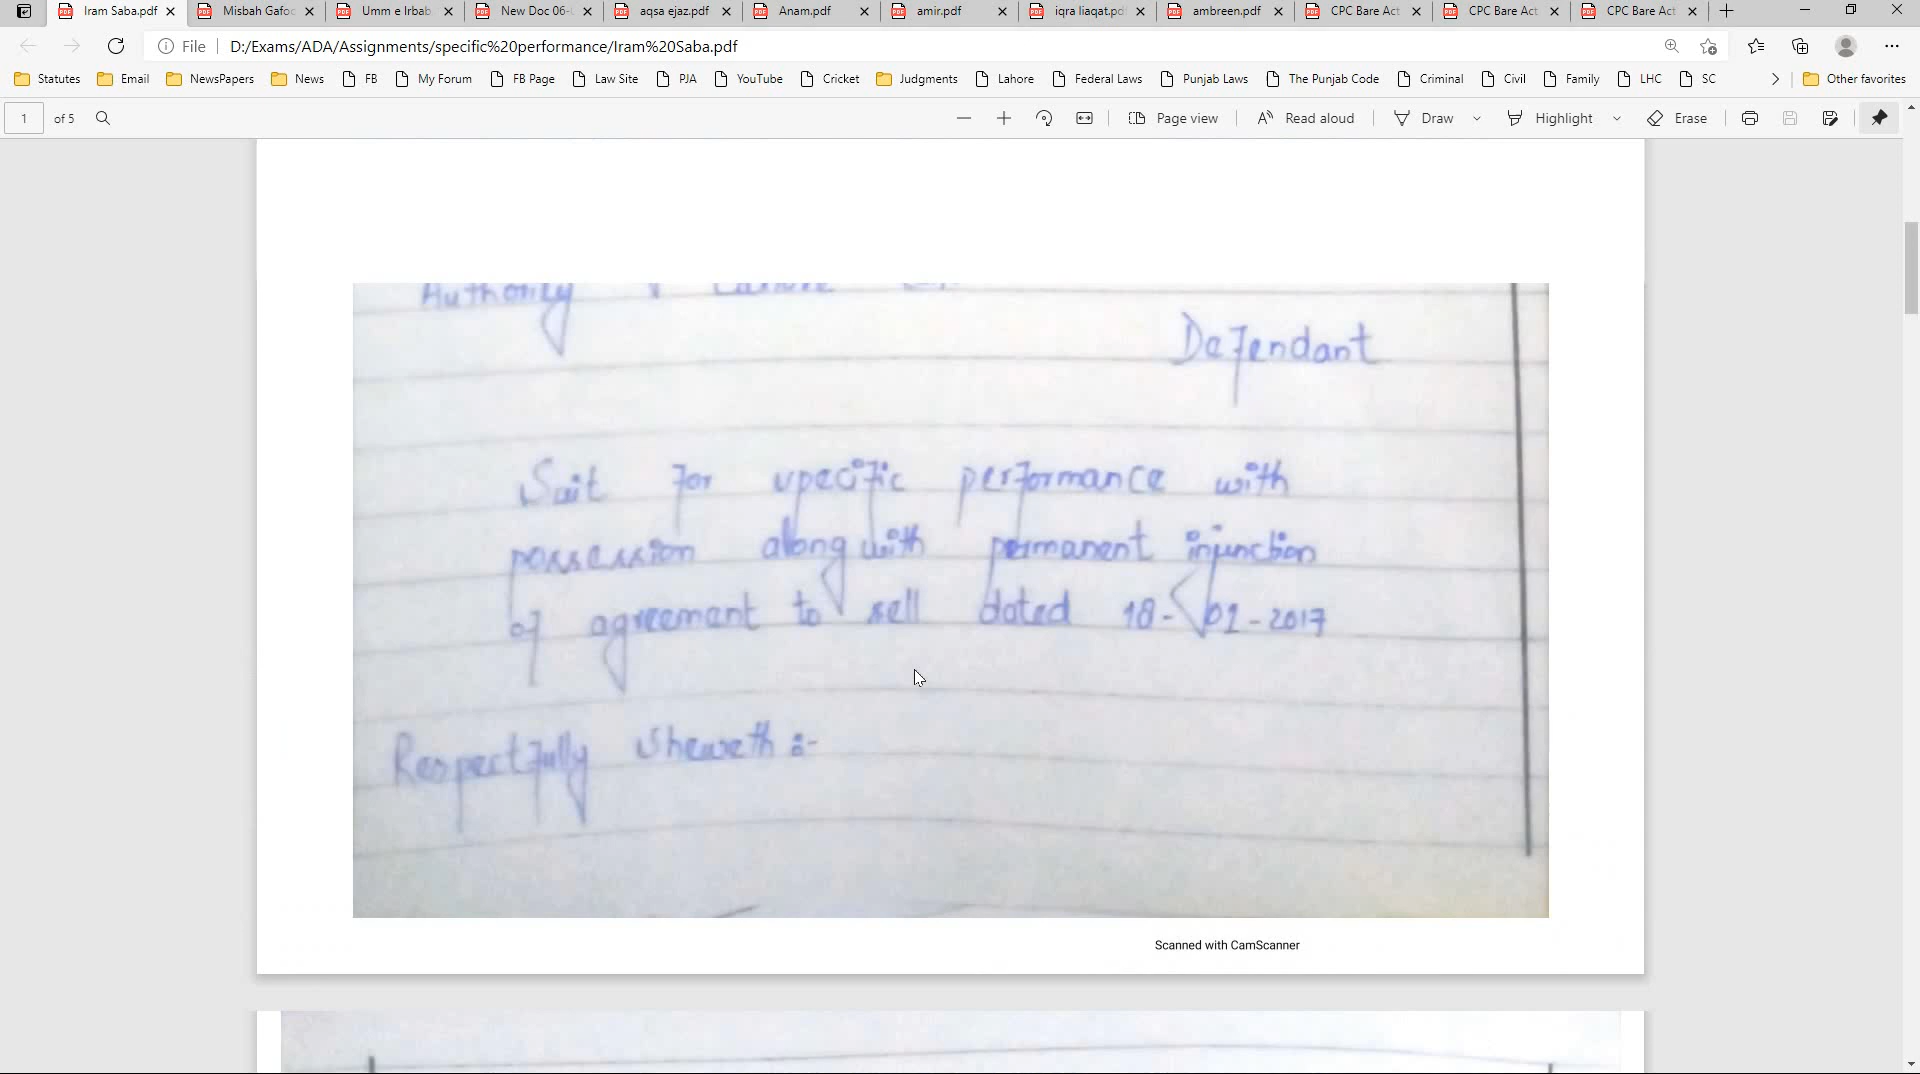 Iram Saba.pdf
Misbah Gafoo
Umm e Irbab
New Doc 06-
aqsa ejaz.pdf
Anam.pdf
amir.pdf
iqra liaqat.pdf
ambreen.pdf
CPC Bare Act
CPC Bare Act
CPC Bare Act
File
D:/Exams/ADA/Assignments/specific%20performance/Iram%20Saba.pdf
Statutes
Email
NewsPapers
News
FB
My Forum
FB Page
Law Site
PJA
YouTube
Cricket
Judgments
Lahore
Federal Laws
Punjab Laws
The Punjab Code
Criminal
Civil
Family
LHC
SC
Other favorites
1 of 5
Page view
Read aloud
Draw
Highlight
Erase
Authority
Defendant
Suit for specific performance with
possession along with permanent injunction
of agreement to sell dated 18-01-2017
Respectfully Sheweth :-
Scanned with CamScanner